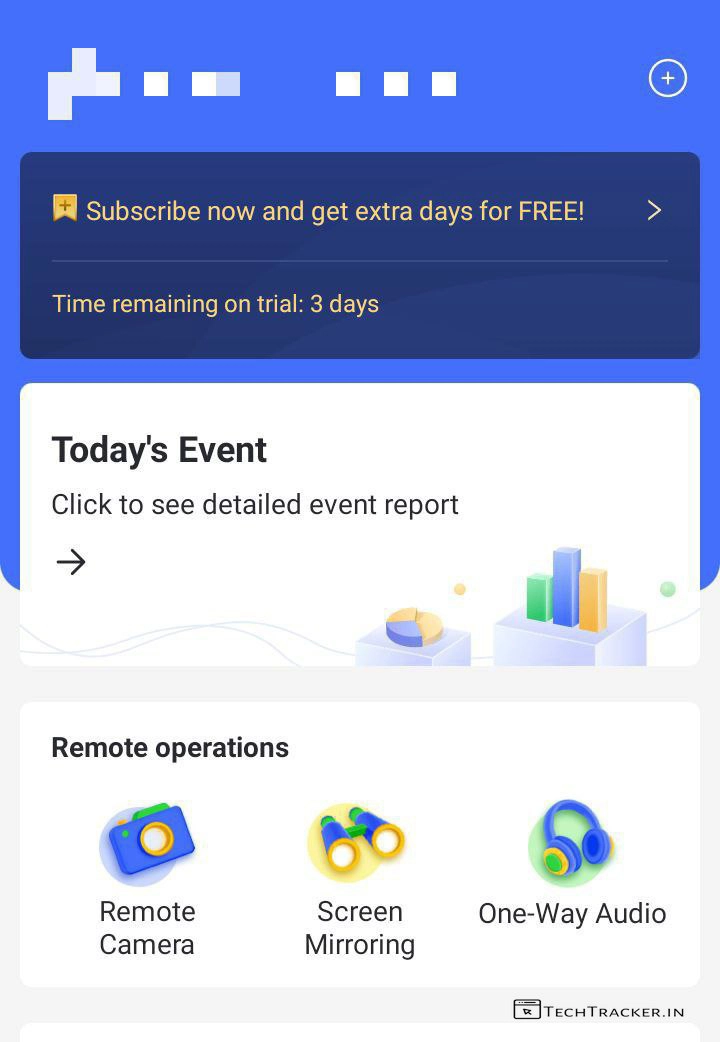 Subscribe now and get extra days for FREE!
Time remaining on trial: 3 days
Today's Event
Click to see detailed event report
Remote operations
Remote
Camera
Screen
Mirroring
One-Way Audio
TECHTRACKER.IN